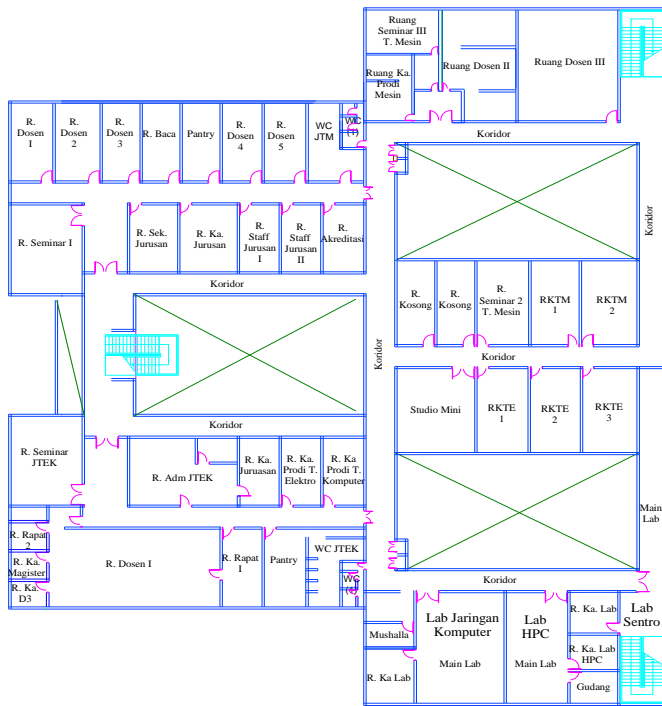 Ruang
Seminar III
T. Mesin
Ruang Dosen II
Ruang Dosen III
Ruang Ka.
Prodi Mesin
Koridor
R.
Dosen
I
R.
Dosen
2
R.
Dosen
3
R. Baca
Pantry
R.
Dosen
4
R.
Dosen
5
WC
JTM
Koridor
R. Seminar I
R. Sek.
Jurusan
R. Ka.
Jurusan
R.
Staff
Jurusan
I
R.
Staff
Jurusan
II
R.
Akreditasi
Koridor
R.
Kosong
R.
Kosong
R.
Seminar 2
T. Mesin
RKTM
1
RKTM
2
Koridor
Koridor
Koridor
Studio Mini
RKTE
1
RKTE
2
RKTE
3
R. Seminar
JTEK
R. Adm JTEK
R. Ka.
Juruasan
R. Ka.
Prodi T.
Elektro
R. Ka
Prodi T.
Komputer
Main
Lab
R. Rapat
2
R. Ka.
Magister
R. Ka.
D3
R. Dosen I
R. Rapat
I
Pantry
WC JTEK
Koridor
Mushalla
R. Ka Lab
Lab Jaringan
Komputer
Main Lab
Lab
HPC
Main Lab
R. Ka. Lab
R. Ka. Lab
HPC
Gudang
Lab
Sentro